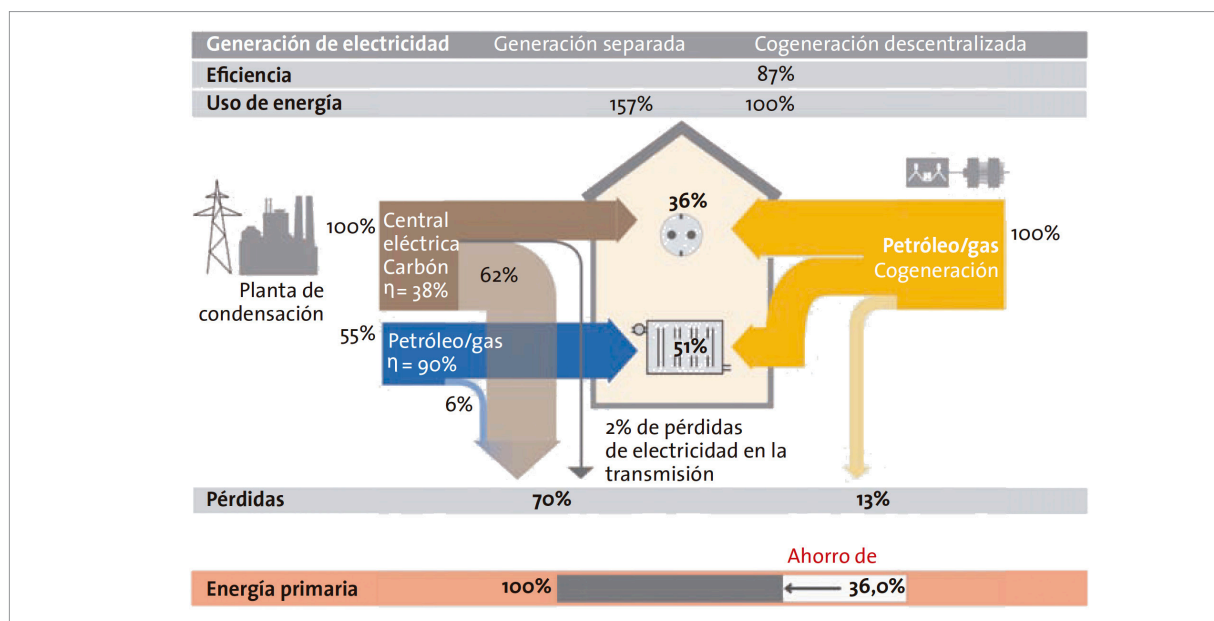 Generación de electricidad Generación separada Cogeneración descentralizada
Eficiencia 87%
Uso de energía 157% 100%
36%
100%
Central
eléctrica
Carbón
η = 38%
62%
Petróleo/gas
Cogeneración
100%
Planta de
condensación
55%
Petróleo/gas
η = 90%
51%
6%
2% de pérdidas
de electricidad en la
transmisión
Pérdidas 70% 13%
Ahorro de
Energía primaria 100% 36,0%